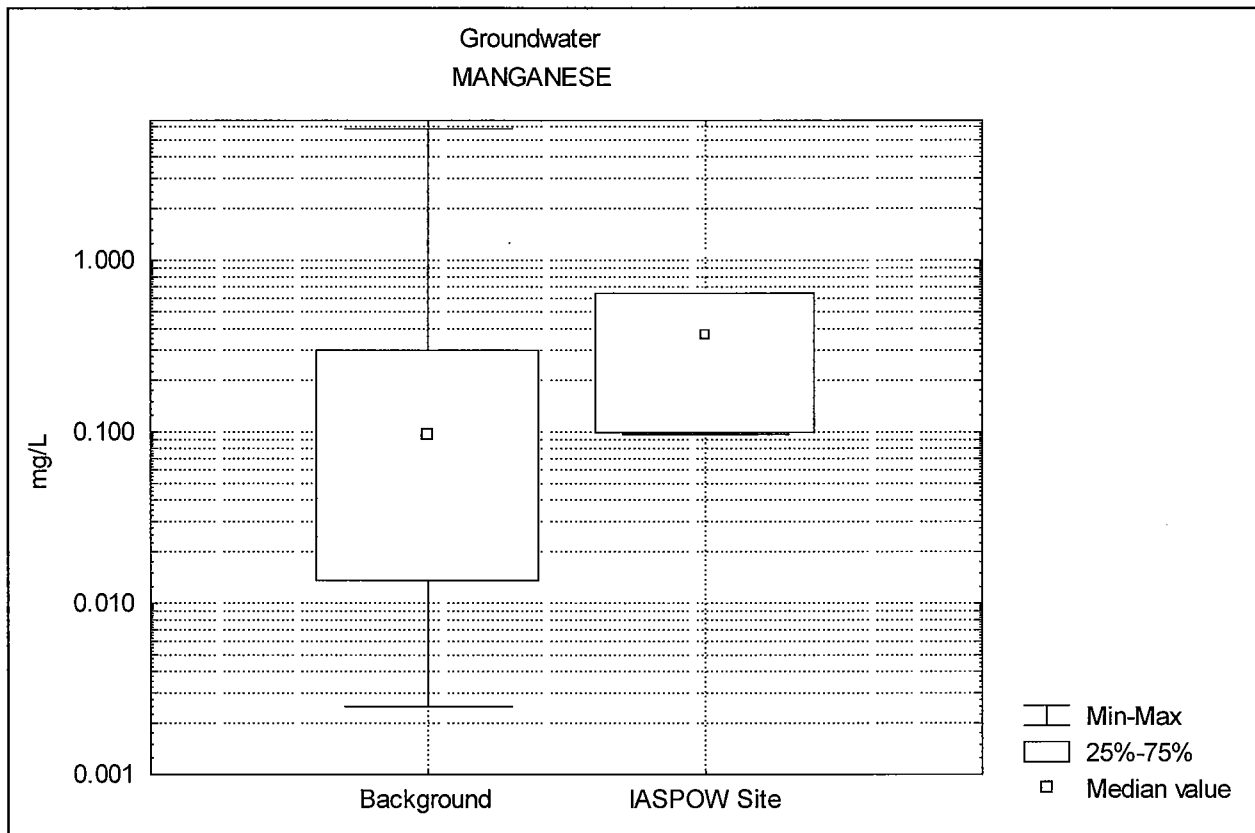 Groundwater
MANGANESE
mg/L
1.000
0.100
0.010
0.001
Background
IASPOW Site
Min-Max
25%-75%
Median value